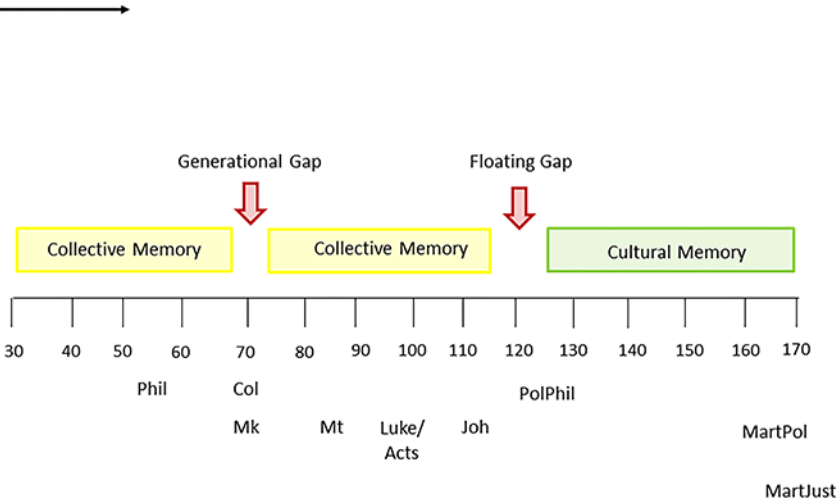 Generational Gap Floating Gap
Collective Memory Collective Memory Cultural Memory
30 40 50 60 70 80 90 100 110 120 130 140 150 160 170
Phil Col PolPhil
Mk Mt Luke/ Joh MartPol
Acts
MartJust